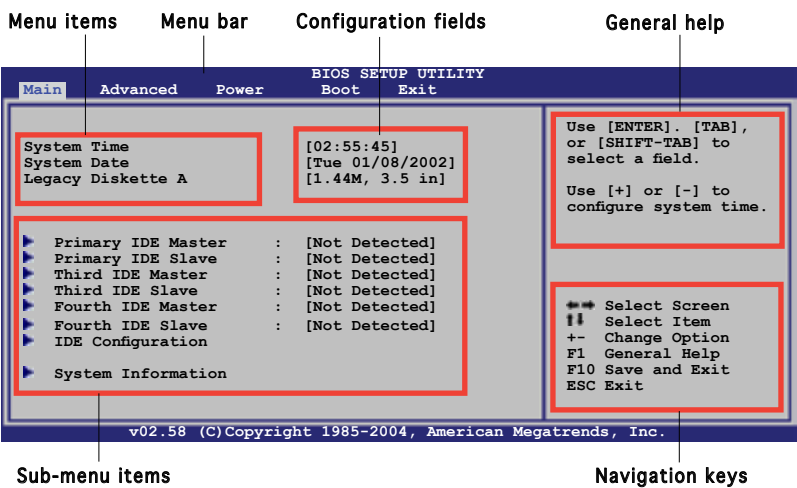 Menu items Menu bar Configuration fields General help
BIOS SETUP UTILITY
Main Advanced Power Boot Exit
System Time [02:55:45]
System Date [Tue 01/08/2002]
Legacy Diskette A [1.44M, 3.5 in]
Primary IDE Master : [Not Detected]
Primary IDE Slave : [Not Detected]
Third IDE Master : [Not Detected]
Third IDE Slave : [Not Detected]
Fourth IDE Master : [Not Detected]
Fourth IDE Slave : [Not Detected]
IDE Configuration
System Information
Use [ENTER]. [TAB],
or [SHIFT-TAB] to
select a field.
Use [+] or [-] to
configure system time.
Select Screen
Select Item
+- Change Option
F1 General Help
F10 Save and Exit
ESC Exit
v02.58 (C)Copyright 1985-2004, American Megatrends, Inc.
Sub-menu items Navigation keys